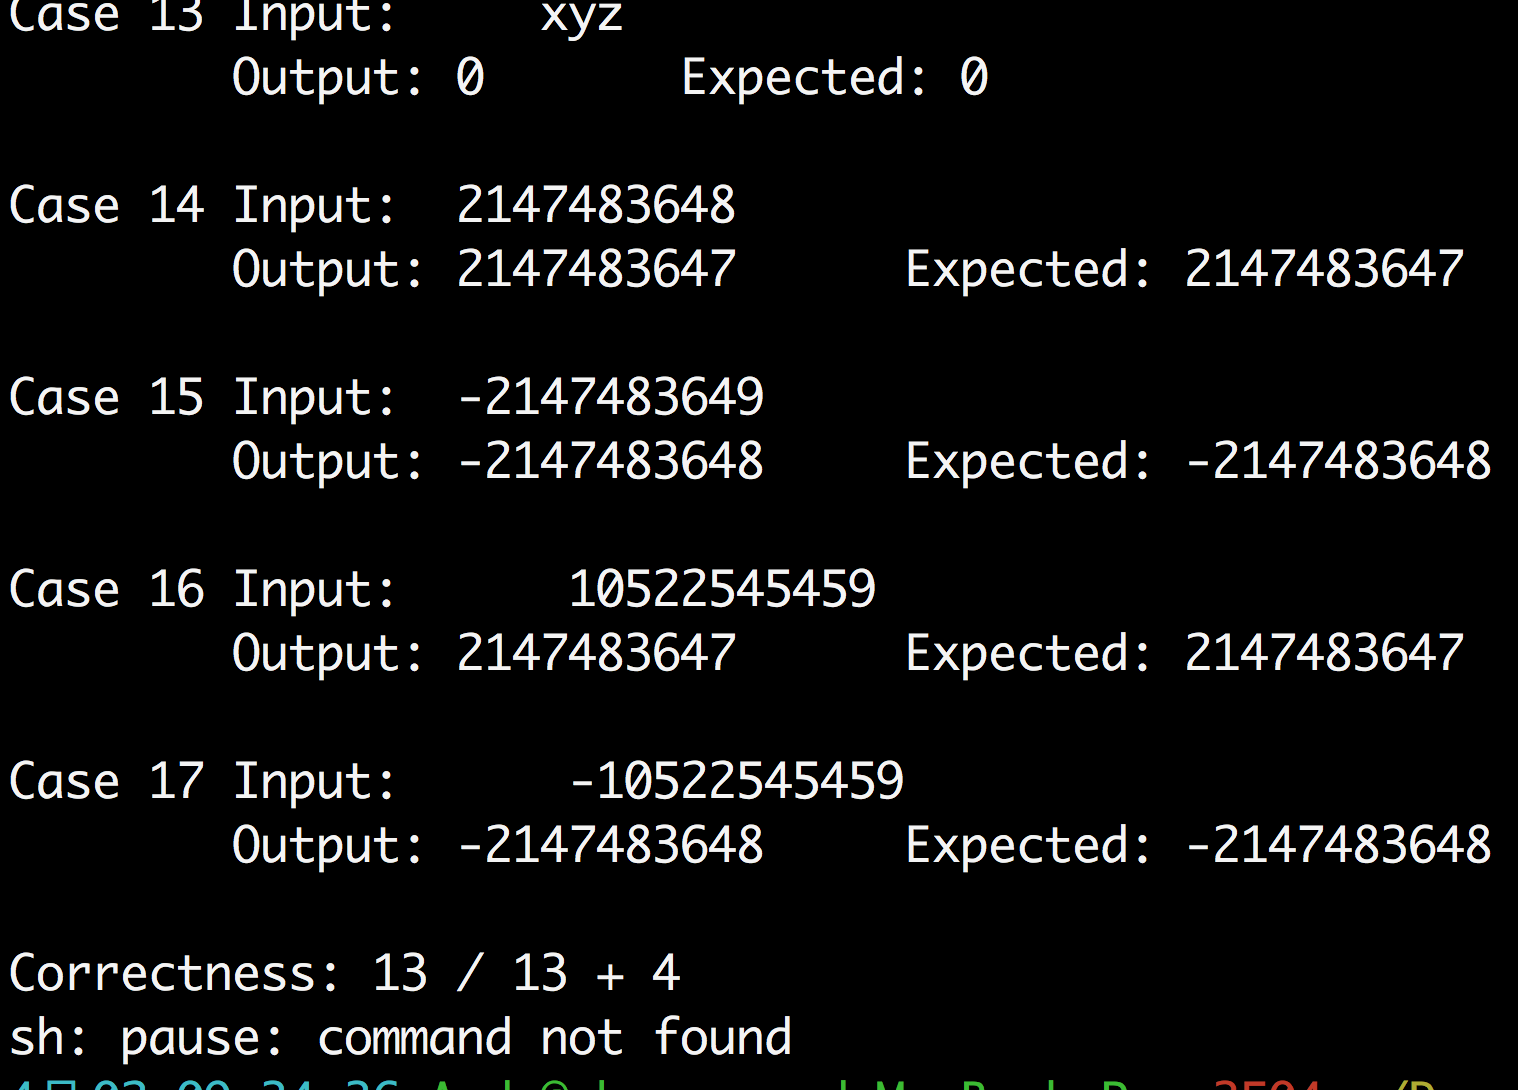 Case 13 Input:     xyz
        Output: 0       Expected: 0
Case 14 Input:  2147483648
        Output: 2147483647      Expected: 2147483647
Case 15 Input:  -2147483649
        Output: -2147483648     Expected: -2147483648
Case 16 Input:      10522545459
        Output: 2147483647      Expected: 2147483647
Case 17 Input:      -10522545459
        Output: -2147483648     Expected: -2147483648
Correctness: 13 / 13 + 4
sh: pause: command not found